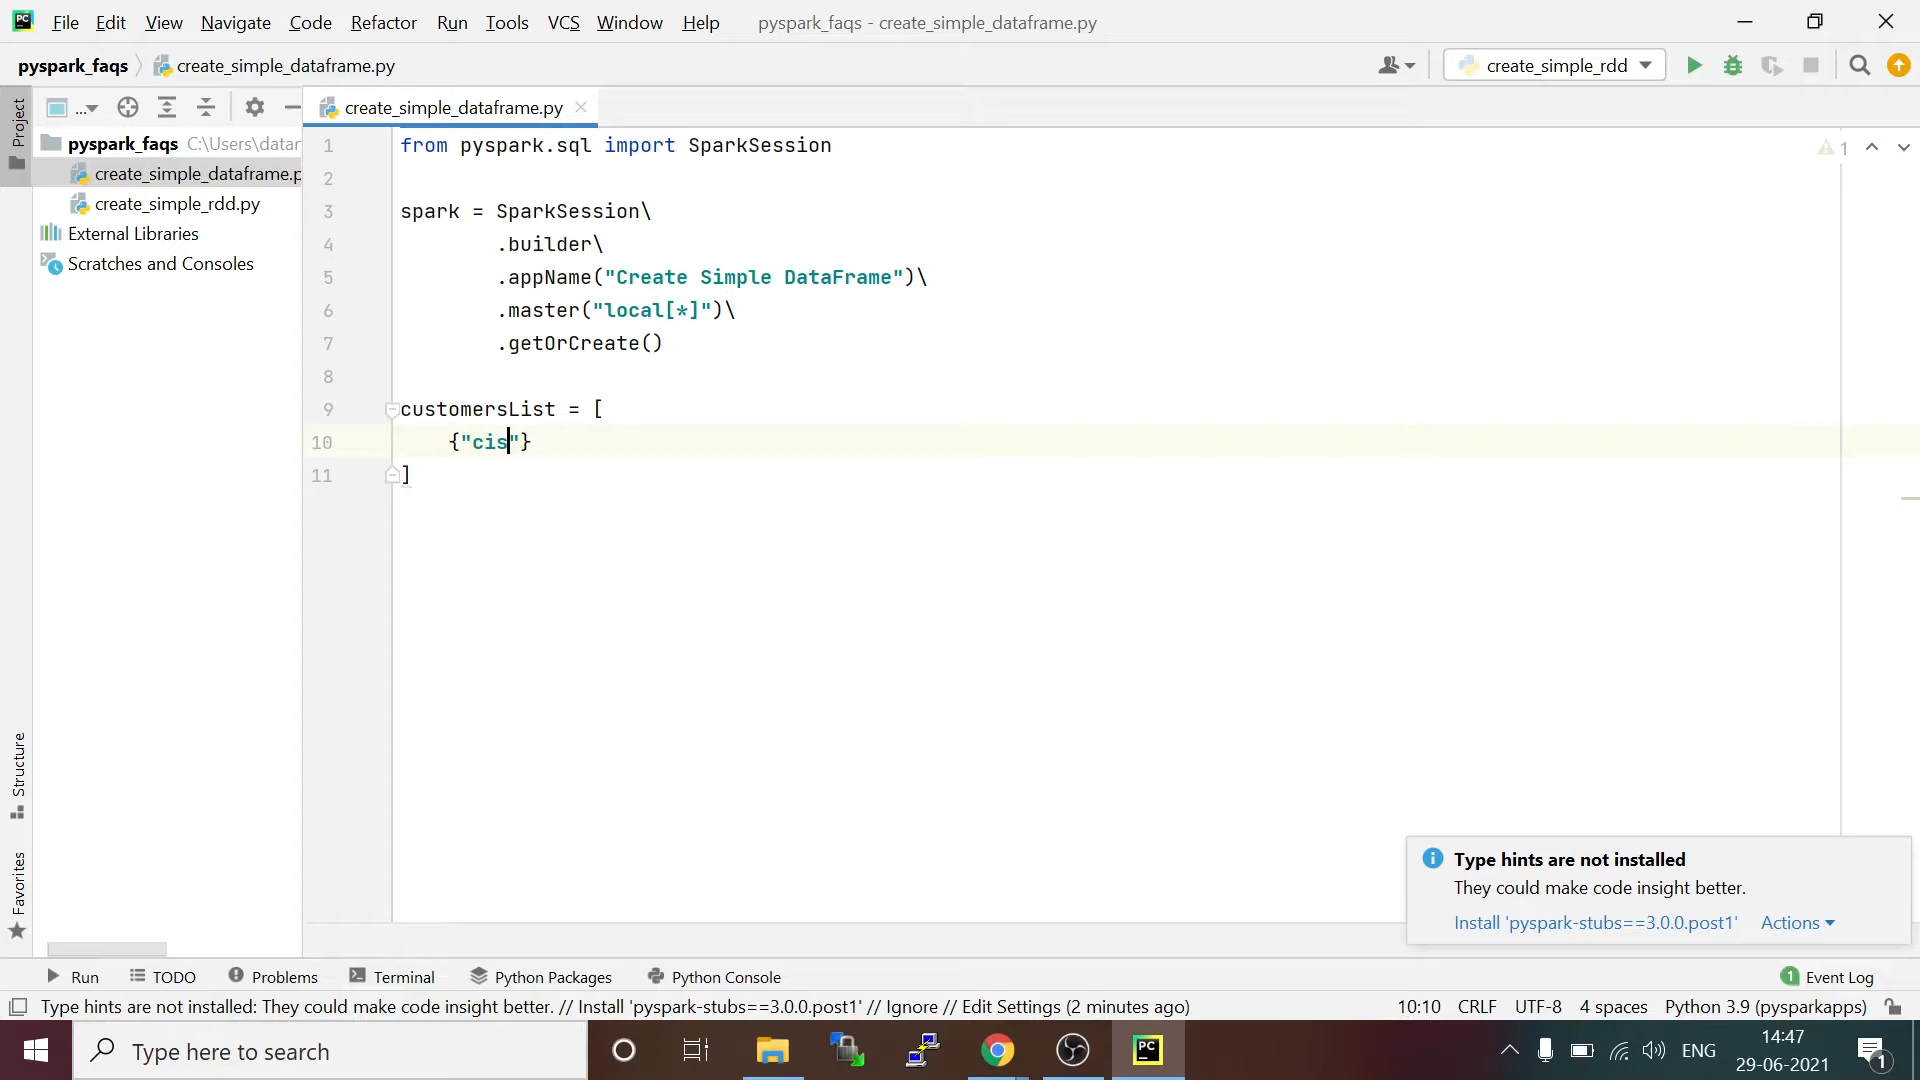 PC File Edit View Navigate Code Refactor Run Tools VCS Window Help pyspark_faqs - create_simple_dataframe.py
pyspark_faqs create_simple_dataframe.py create_simple_rdd
Project ... create_simple_dataframe.py
pyspark_faqs C:\Users\datar
create_simple_dataframe.p
create_simple_rdd.py
External Libraries
Scratches and Consoles
1 from pyspark.sql import SparkSession 1
2
3 spark = SparkSession\
4 .builder\
5 .appName("Create Simple DataFrame")\
6 .master("local[*]")\
7 .getOrCreate()
8
9 customersList = [
10 {"cis"}
11 ]
Structure
Favorites
Type hints are not installed
They could make code insight better.
Install 'pyspark-stubs==3.0.0.post1' Actions
Run TODO Problems Terminal Python Packages Python Console 1 Event Log
Type hints are not installed: They could make code insight better. // Install 'pyspark-stubs==3.0.0.post1' // Ignore // Edit Settings (2 minutes ago) 10:10 CRLF UTF-8 4 spaces Python 3.9 (pysparkapps)
Type here to search PC ENG 14:47
29-06-2021 1